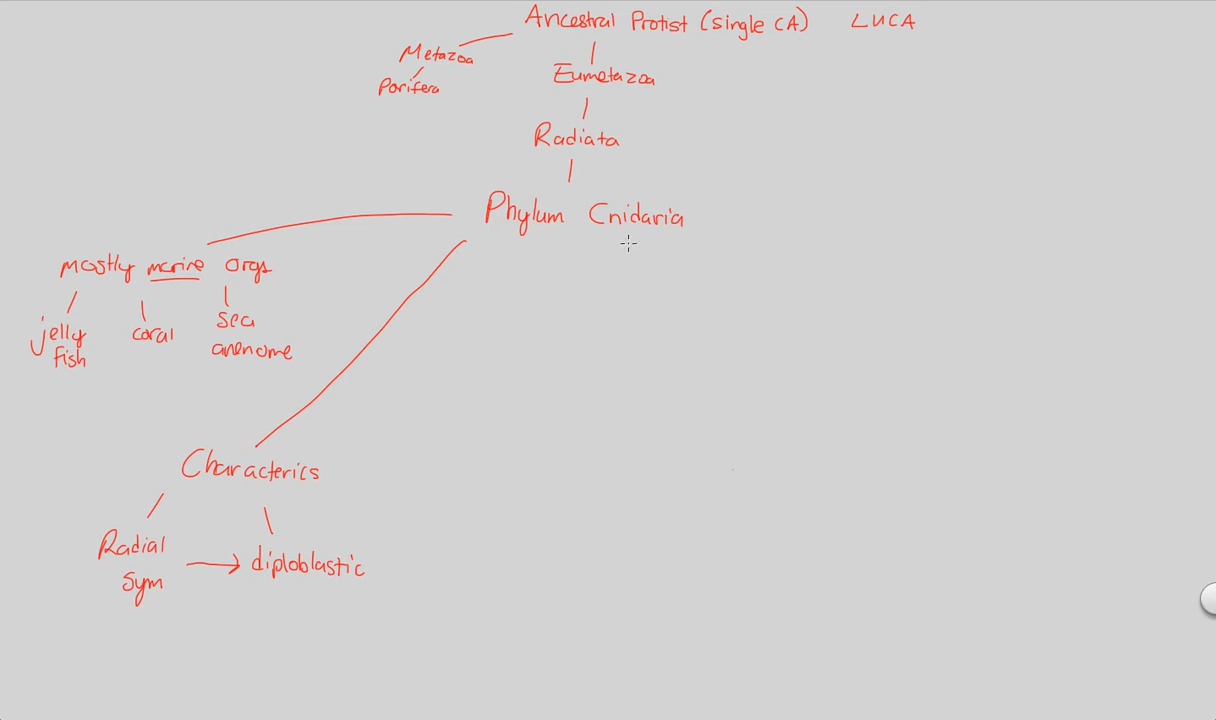 Ancestral Protist (single CA) LUCA
Metazoa
Porifera
Eumetazoa
Radiata
Phylum Cnidaria
mostly marine orgs
jelly
fish
coral
sea
anenome
Characterics
Radial
sym
diploblastic